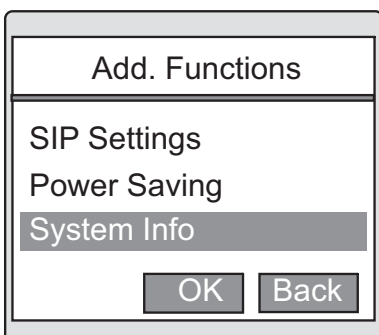 Add. Functions
SIP Settings
Power Saving
System Info
OK Back